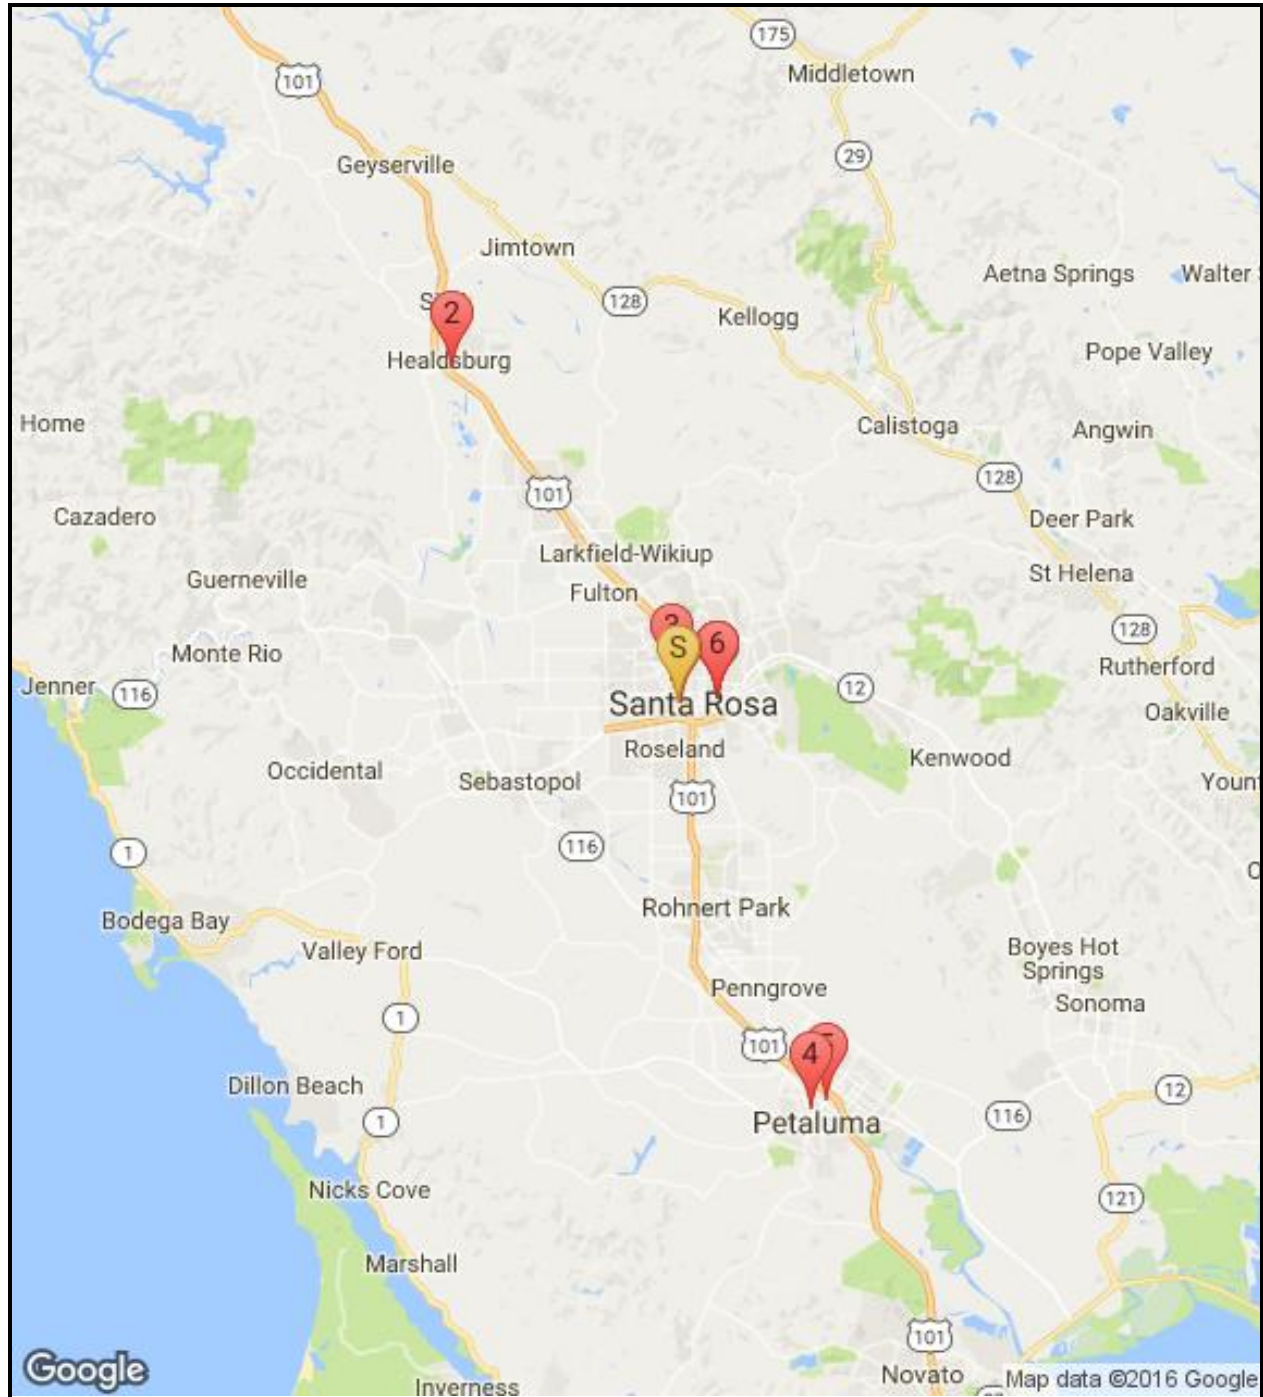 175
Middletown
101
29
Geyserville
Jimtown
Aetna Springs
Walter
128
2
Kellogg
Pope Valley
Healdsburg
Home
Calistoga
Angwin
128
101
Cazadero
Deer Park
Larkfield-Wikiup
St Helena
Guerneville
Fulton
128
3
S
6
Monte Rio
Rutherford
Jenner
116
12
Santa Rosa
Oakville
Roseland
Kenwood
Occidental
Sebastopol
101
116
1
Rohnert Park
Bodega Bay
Valley Ford
Boyes Hot
Springs
Penngrove
Sonoma
1
101
4
Dillon Beach
12
116
1
Petaluma
Nicks Cove
121
Marshall
101
Google
Novato
Map data ©2016 Google
Inverness